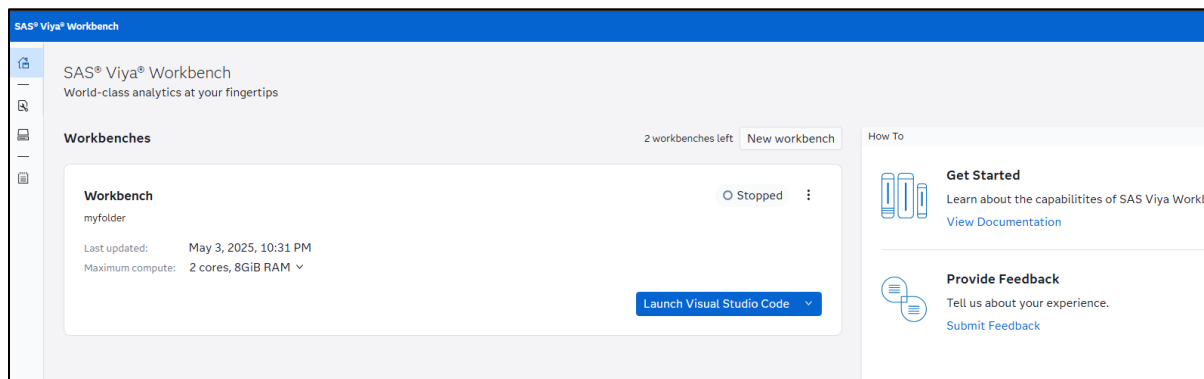 SAS® Viya® Workbench
SAS® Viya® Workbench
World-class analytics at your fingertips
Workbenches
2 workbenches left
New workbench
Workbench
Stopped
myfolder
Last updated: May 3, 2025, 10:31 PM
Maximum compute: 2 cores, 8GiB RAM
Launch Visual Studio Code
How To
Get Started
Learn about the capabilitites of SAS Viya Workb
View Documentation
Provide Feedback
Tell us about your experience.
Submit Feedback